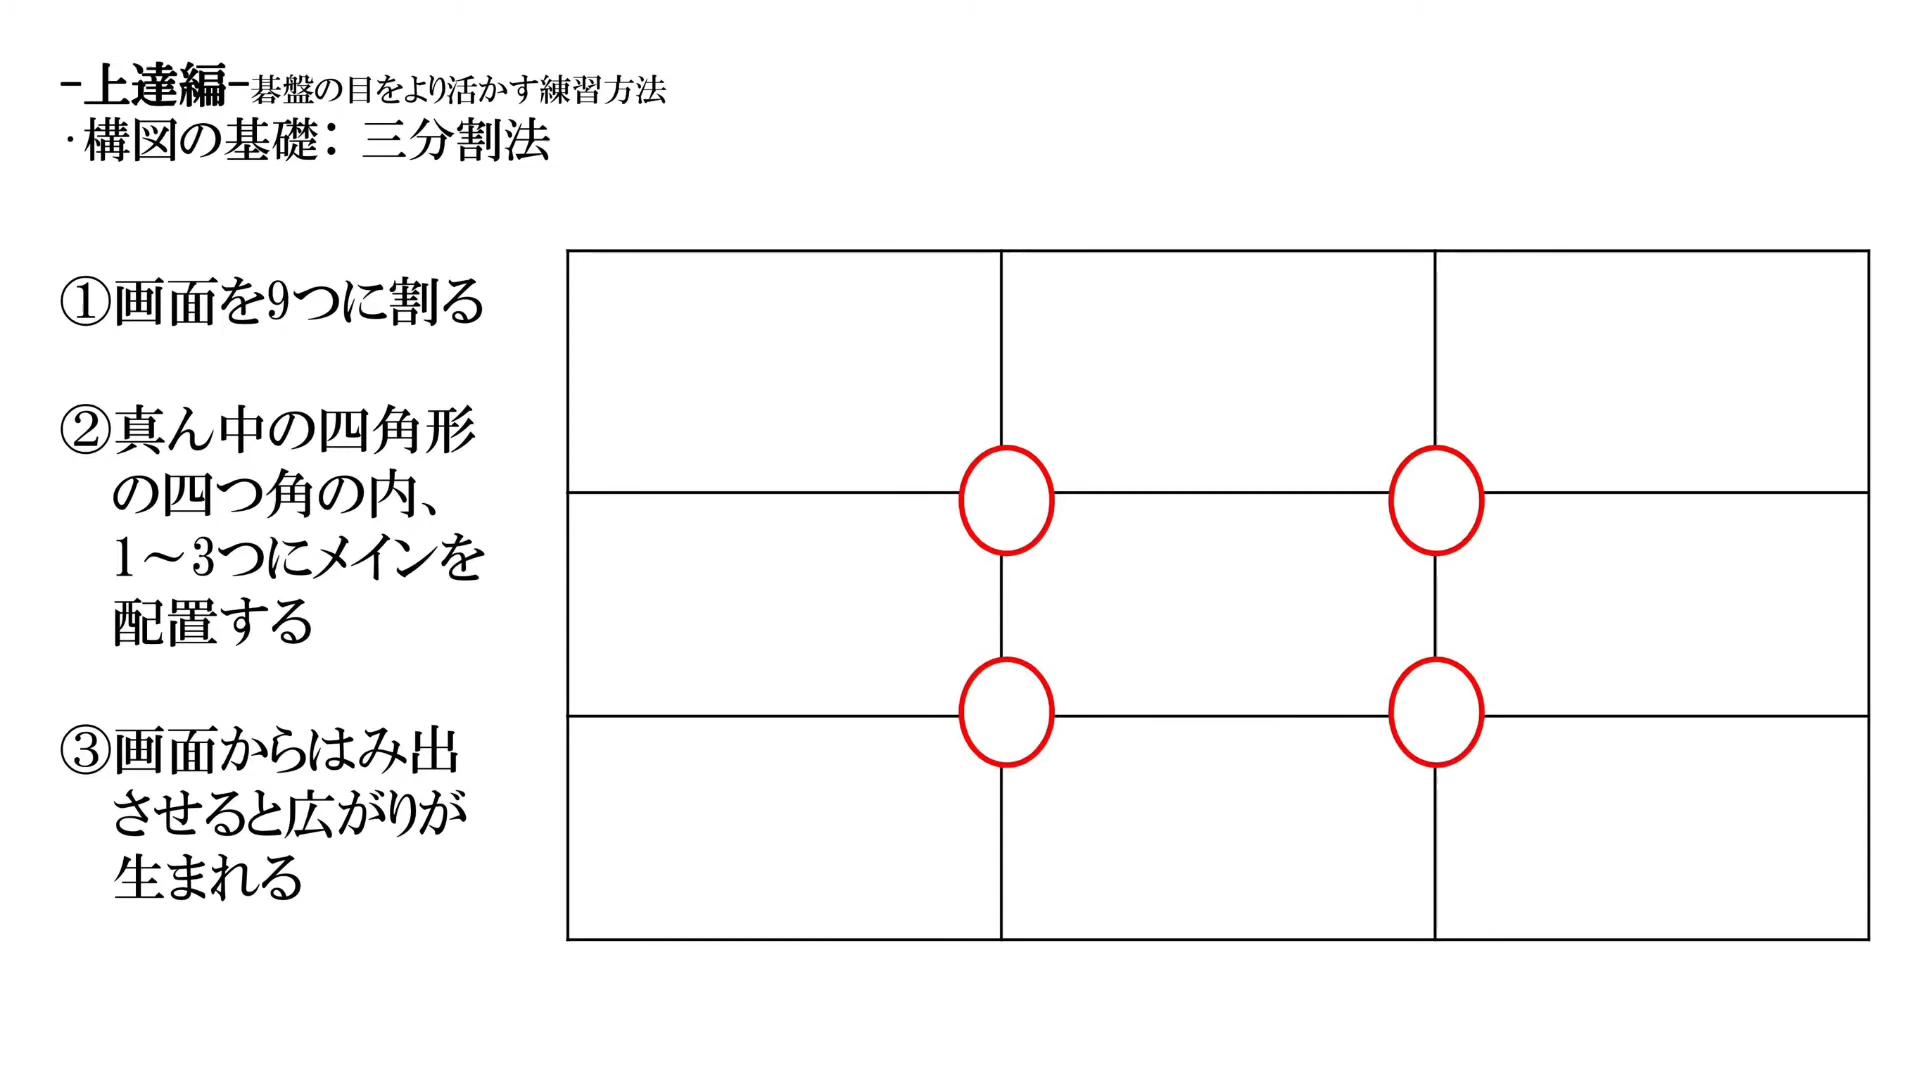 -上達編-碁盤の目をより活かす練習方法
·構図の基礎：三分割法
①画面を9つに割る
②真ん中の四角形
の四つ角の内、
1～3つにメインを
配置する
③画面からはみ出
させると広がりが
生まれる